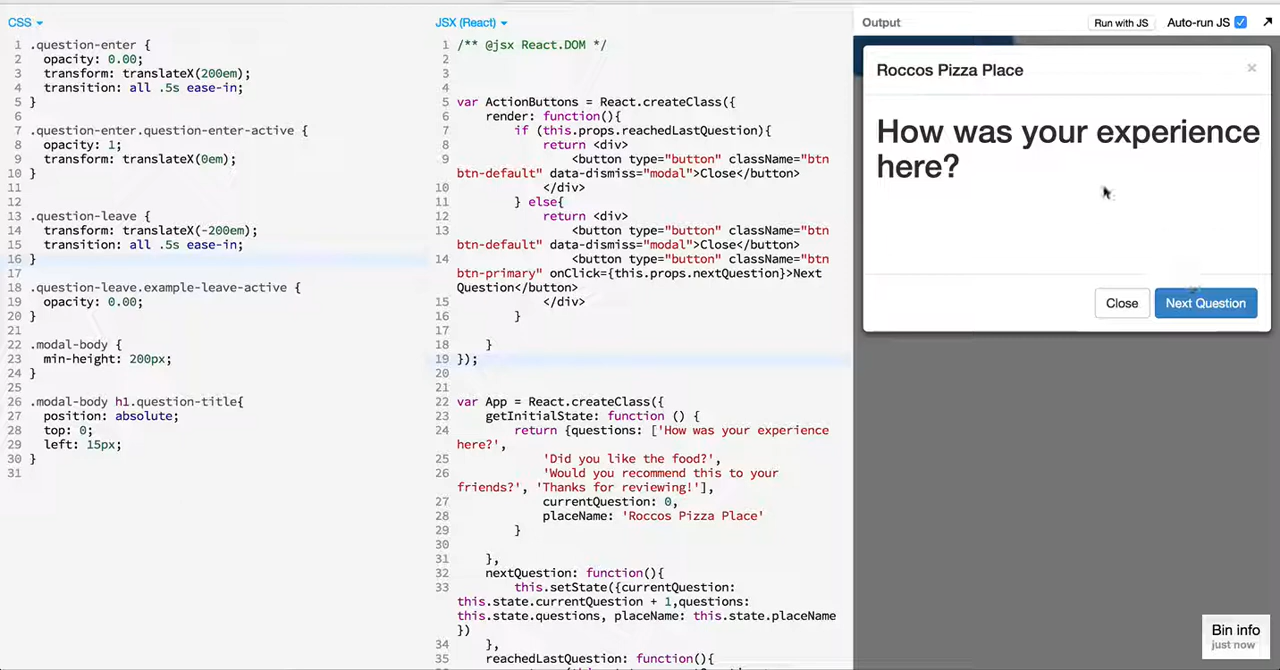 CSS
1 .question-enter {
2 opacity: 0.00;
3 transform: translateX(200em);
4 transition: all .5s ease-in;
5 }
6
7 .question-enter.question-enter-active {
8 opacity: 1;
9 transform: translateX(0em);
10 }
11
12
13 .question-leave {
14 transform: translateX(-200em);
15 transition: all .5s ease-in;
16 }
17
18 .question-leave.example-leave-active {
19 opacity: 0.00;
20 }
21
22 .modal-body {
23 min-height: 200px;
24 }
25
26 .modal-body h1.question-title{
27 position: absolute;
28 top: 0;
29 left: 15px;
30 }
31
JSX (React)
1 /** @jsx React.DOM */
2
3
4
5 var ActionButtons = React.createClass({
6 render: function(){
7 if (this.props.reachedLastQuestion){
8 return <div>
9 <button type="button" className="btn
btn-default" data-dismiss="modal">Close</button>
10 </div>
11 } else{
12 return <div>
13 <button type="button" className="btn
btn-default" data-dismiss="modal">Close</button>
14 <button type="button" className="btn
btn-primary" onClick={this.props.nextQuestion}>Next
Question</button>
15 </div>
16 }
17
18 }
19 });
20
21
22 var App = React.createClass({
23 getInitialState: function () {
24 return {questions: ['How was your experience
here?',
25 'Did you like the food?',
26 'Would you recommend this to your
friends?', 'Thanks for reviewing!'],
27 currentQuestion: 0,
28 placeName: 'Roccos Pizza Place'
29 }
30
31 },
32 nextQuestion: function(){
33 this.setState({currentQuestion:
this.state.currentQuestion + 1,questions:
this.state.questions, placeName: this.state.placeName
})
34 },
35 reachedLastQuestion: function(){
Output
Run with JS
Auto-run JS
Roccos Pizza Place
×
How was your experience
here?
Close
Next Question
Bin info
just now